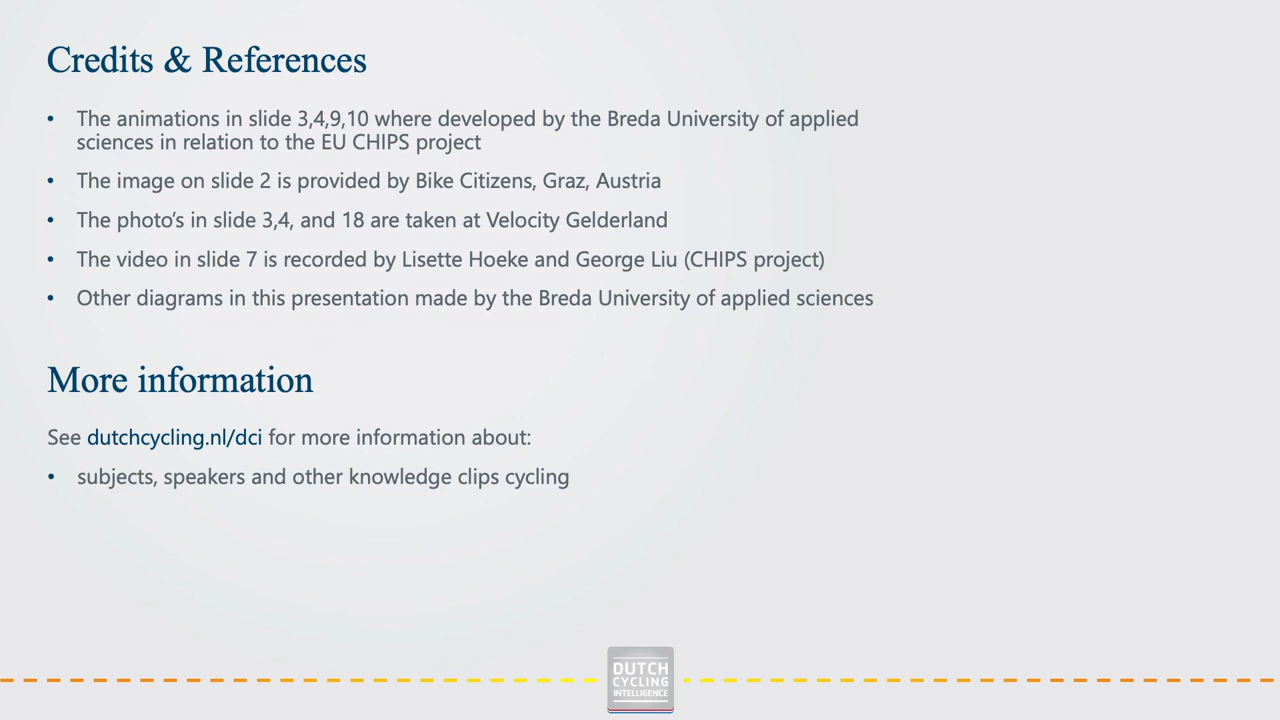 Credits & References
• The animations in slide 3,4,9,10 where developed by the Breda University of applied
sciences in relation to the EU CHIPS project
• The image on slide 2 is provided by Bike Citizens, Graz, Austria
• The photo’s in slide 3,4, and 18 are taken at Velocity Gelderland
• The video in slide 7 is recorded by Lisette Hoeke and George Liu (CHIPS project)
• Other diagrams in this presentation made by the Breda University of applied sciences
More information
See dutchcycling.nl/dci for more information about:
• subjects, speakers and other knowledge clips cycling
DUTCH
CYCLING
INTELLIGENCE